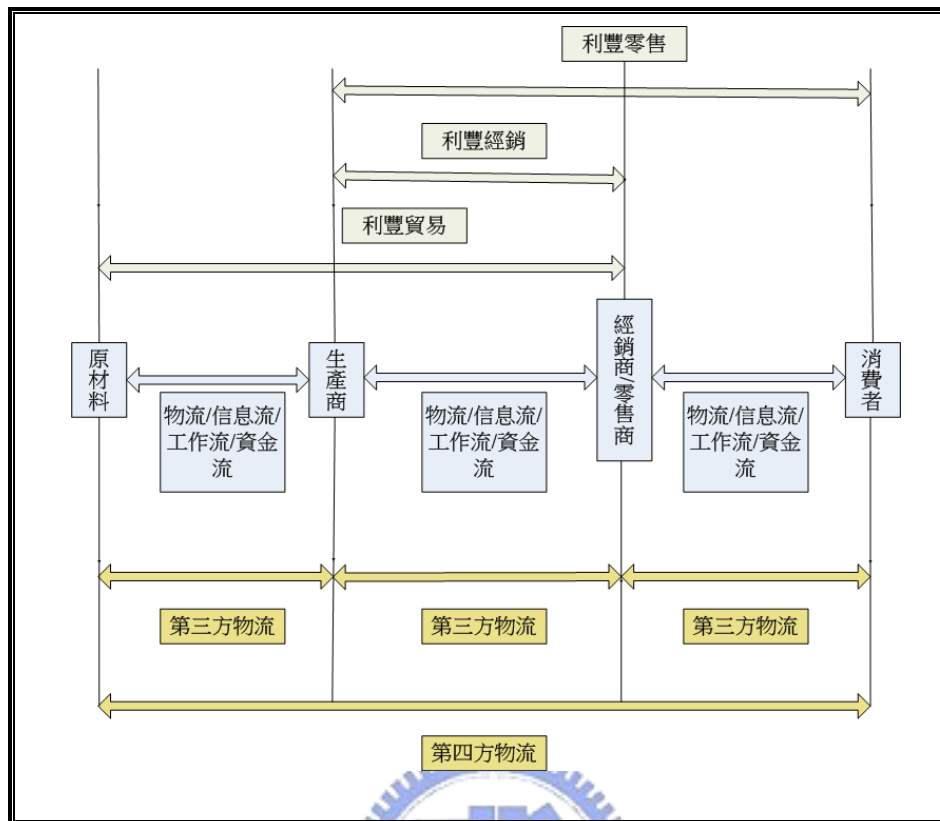 利豐零售
利豐經銷
利豐貿易
原材料
生產商
經銷商/零售商
消費者
物流/信息流/
工作流/資金
流
物流/信息流/
工作流/資金
流
物流/信息流/
工作流/資金
流
第三方物流
第三方物流
第三方物流
第四方物流